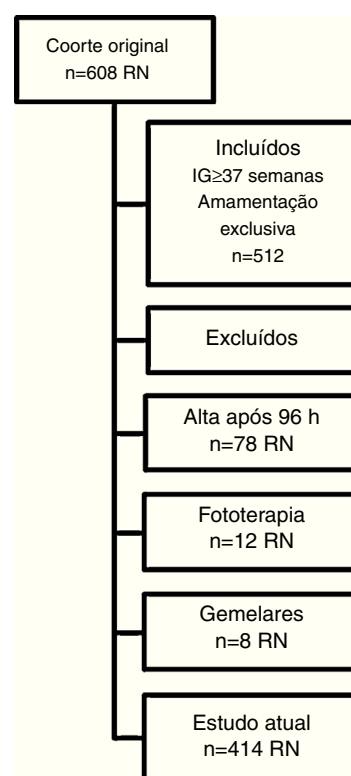 Coorte original
n=608 RN
Incluídos
IG≥37 semanas
Amamentação
exclusiva
n=512
Excluídos
Alta após 96 h
n=78 RN
Fototerapia
n=12 RN
Gemelares
n=8 RN
Estudo atual
n=414 RN